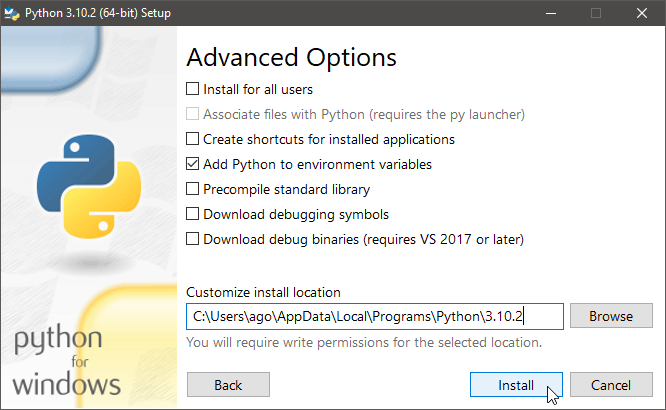 Python 3.10.2 (64-bit) Setup
Advanced Options
Install for all users
Associate files with Python (requires the py launcher)
Create shortcuts for installed applications
Add Python to environment variables
Precompile standard library
Download debugging symbols
Download debug binaries (requires VS 2017 or later)
Customize install location
C:\Users\ago\AppData\Local\Programs\Python\3.10.2
Browse
You will require write permissions for the selected location.
python
for
windows
Back
Install
Cancel